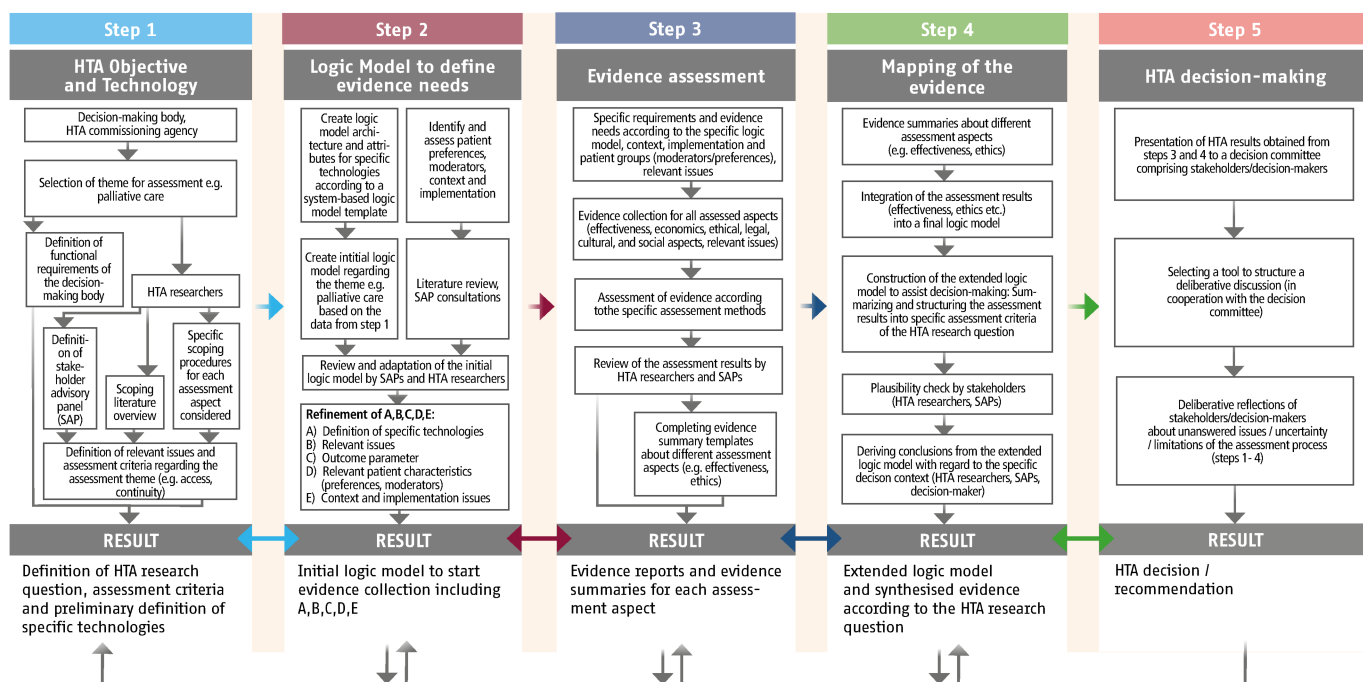 Step 1
HTA Objective
and Technology
Decision-making body,
HTA commissioning agency
Selection of theme for assessment e.g.
palliative care
Definition of
functional
requirements of
the decision-
making body
HTA researchers
Definiti-
on of
stake-
holder
advisory
panel
(SAP)
Scoping
literature
overview
Specific
scoping
procedures
for each
assessment
aspect
considered
Definition of relevant issues and
assessment criteria regarding the
assessment theme (e.g. access,
continuity)
RESULT
Definition of HTA research
question, assessment criteria
and preliminary definition of
specific technologies
Step 2
Logic Model to define
evidence needs
Create logic
model archi-
tecture and attri-
butes for specific
technologies
according to a
system-based logic
model template
Identify and
assess patient
preferences,
moderators,
context and
implementation
Create intitial logic
model regarding
the theme e.g.
palliative care
based on the
data from step 1
Literature review,
SAP consultations
Review and adaptation of the initial
logic model by SAPs and HTA researchers
Refinement of A,B,C,D,E:
A) Definition of specific technologies
B) Relevant issues
C) Outcome parameter
D) Relevant patient characteristics
(preferences, moderators)
E) Context and implementation issues
RESULT
Initial logic model to start
evidence collection including
A,B,C,D,E
Step 3
Evidence assessment
Specific requirements and evidence
needs according to the specific logic
model, context, implementation and
patient groups (moderators/preferences),
relevant issues
Evidence collection for all assessed aspects
(effectiveness, economics, ethical, legal,
cultural, and social aspects, relevant issues)
Assessment of evidence according
tothe specific assessment methods
Review of the assessment results by
HTA researchers and SAPs
Completing evidence
summary templates
about different assessment
aspects (e.g. effectiveness,
ethics)
RESULT
Evidence reports and evidence
summaries for each assess-
ment aspect
Step 4
Mapping of the
evidence
Evidence summaries about different
assessment aspects
(e.g. effectiveness, ethics)
Integration of the assessment results
(effectiveness, ethics etc.)
into a final logic model
Construction of the extended logic
model to assist decision-making: Sum-
marizing and structuring the assessment
results into specific assessment criteria
of the HTA research question
Plausibility check by stakeholders
(HTA researchers, SAPs)
Deriving conclusions from the extended
logic model with regard to the specific
decison context (HTA researchers, SAPs,
decision-maker)
RESULT
Extended logic model
and synthesised evidence
according to the HTA research
question
Step 5
HTA decision-making
Presentation of HTA results obtained from
steps 3 and 4 to a decision committee
comprising stakeholders/decision-makers
Selecting a tool to structure a
deliberative discussion (in
cooperation with the decision
committee)
Deliberative reflections of
stakeholders/decision-makers
about unanswered issues / uncertainty
/ limitations of the assessment process
(steps 1- 4)
RESULT
HTA decision /
recommendation